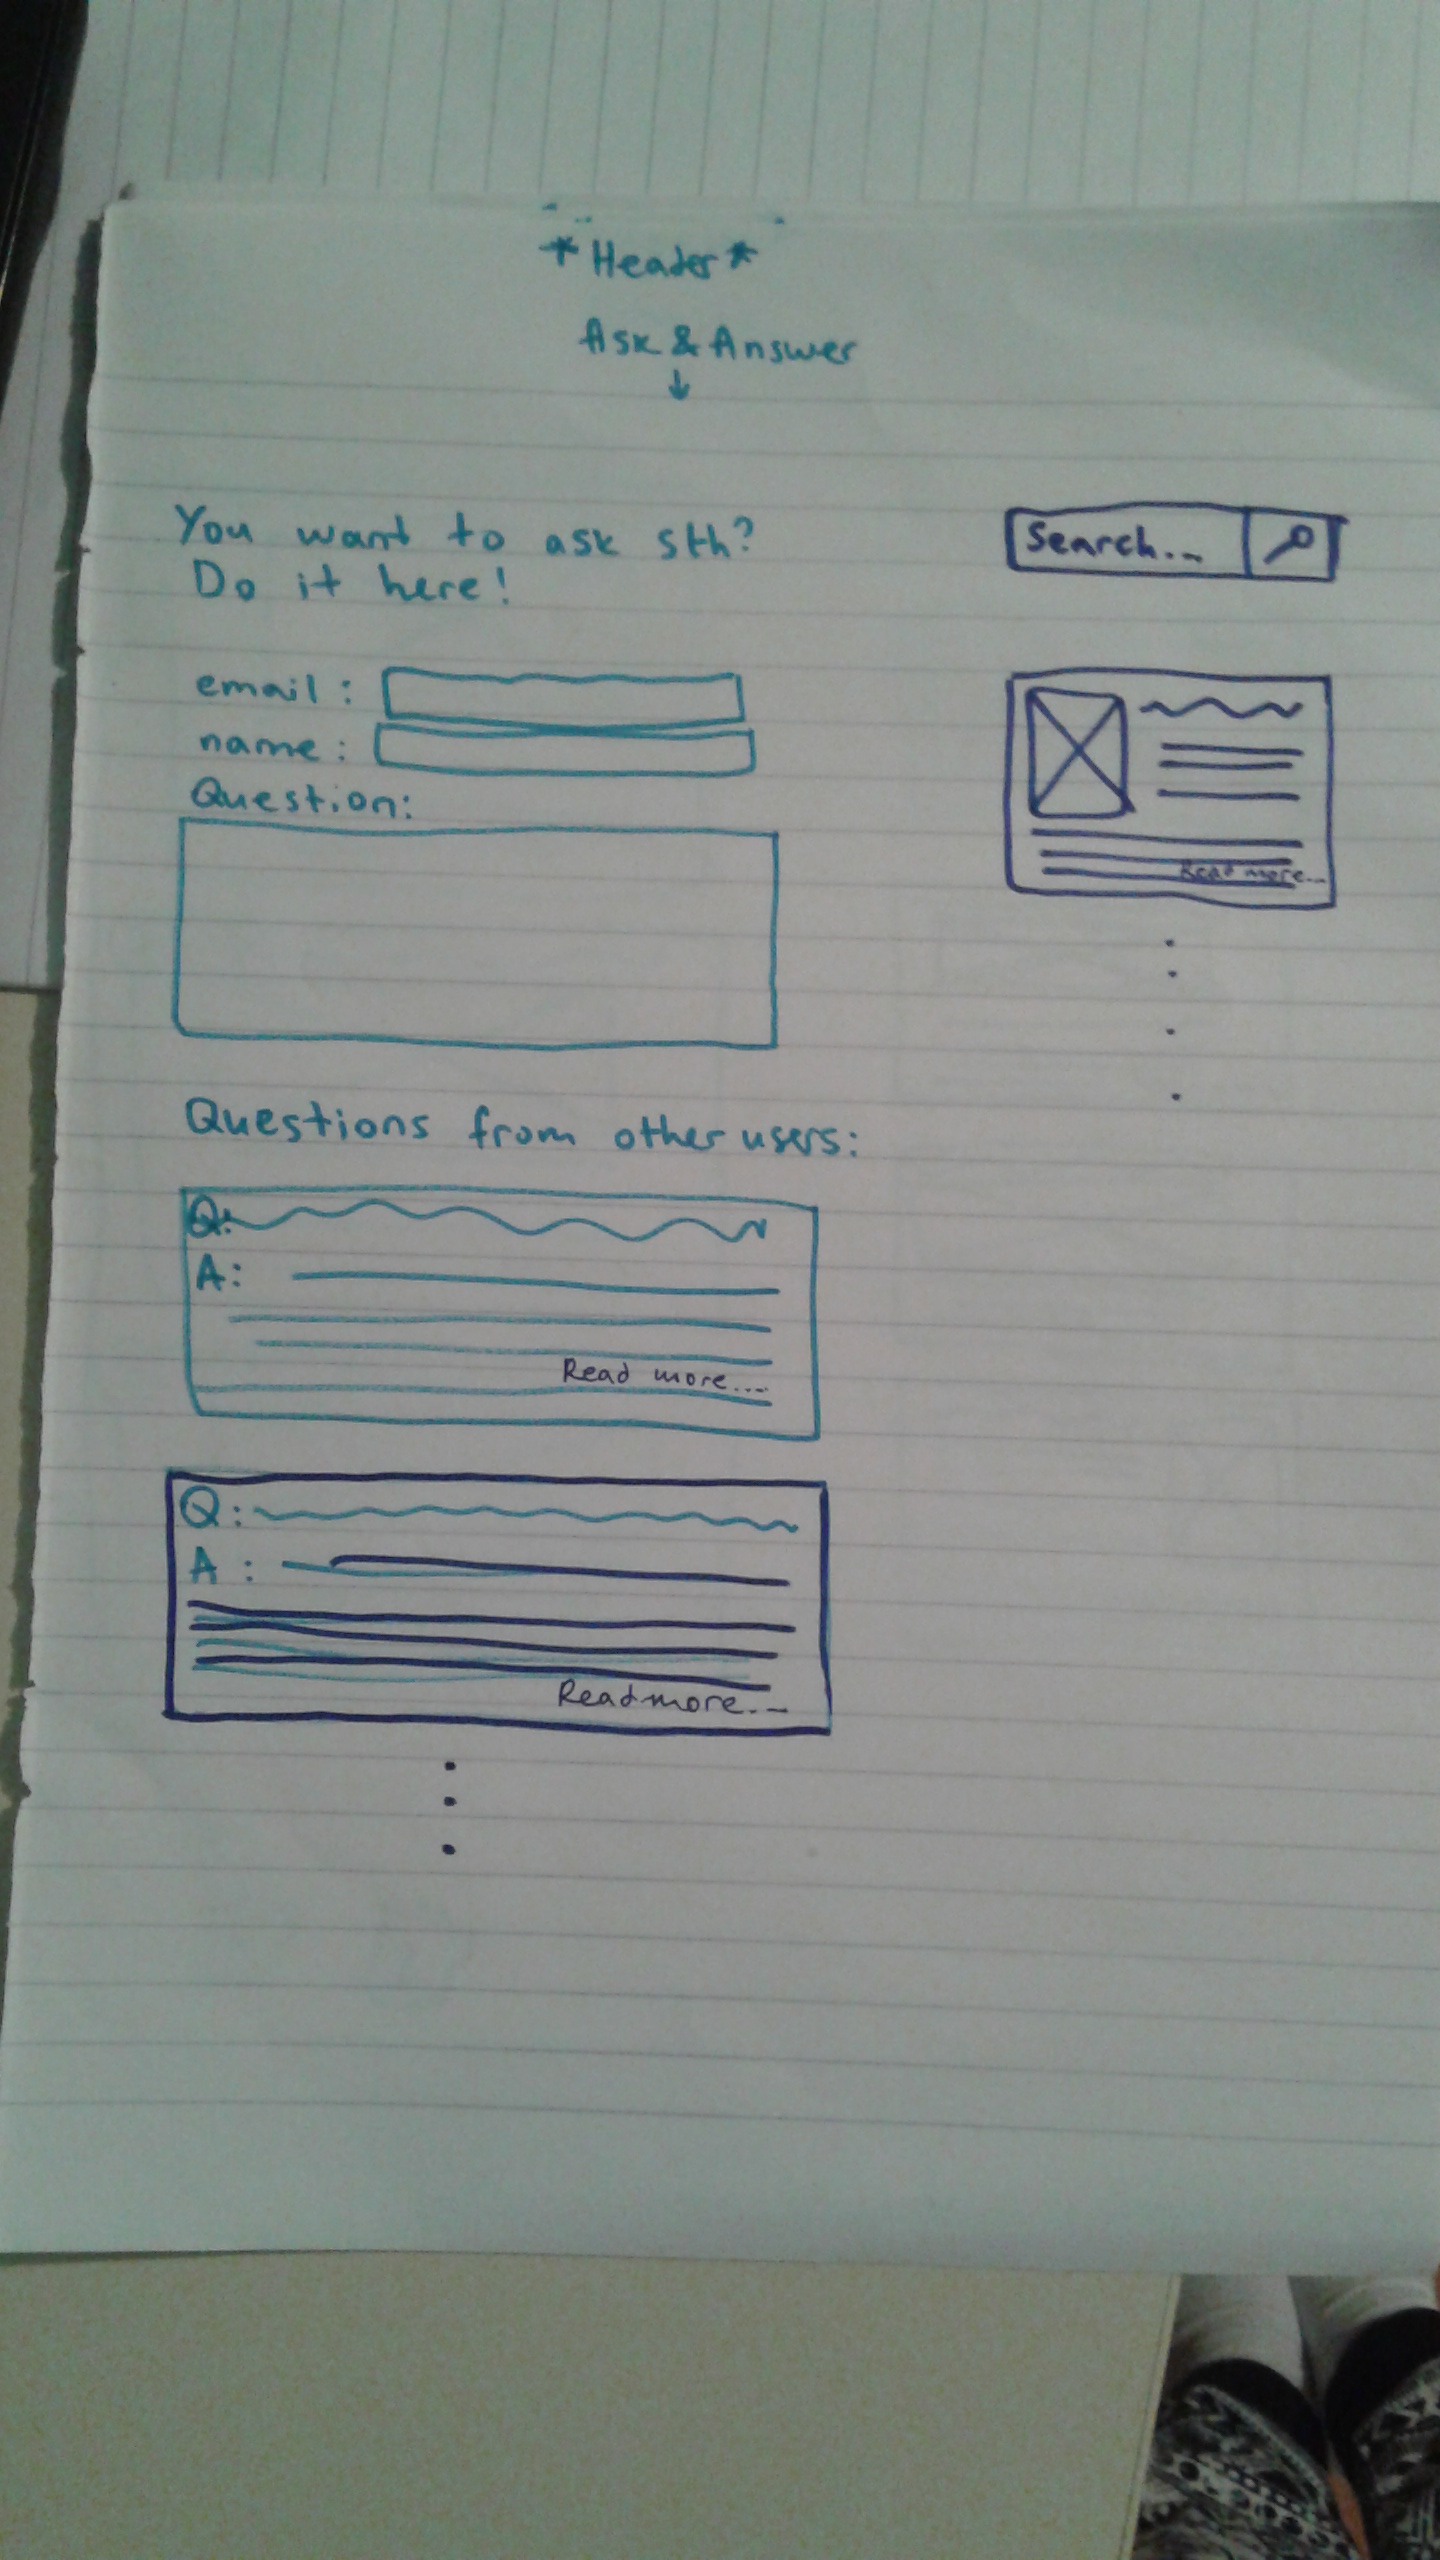 *Header*
Ask & Answer
You want to ask sth?
Do it here!
email:
name:
Question:
Search...
Read more...
Questions from other users:
Q:
A:
Read more....
Q:
A:
Read more...